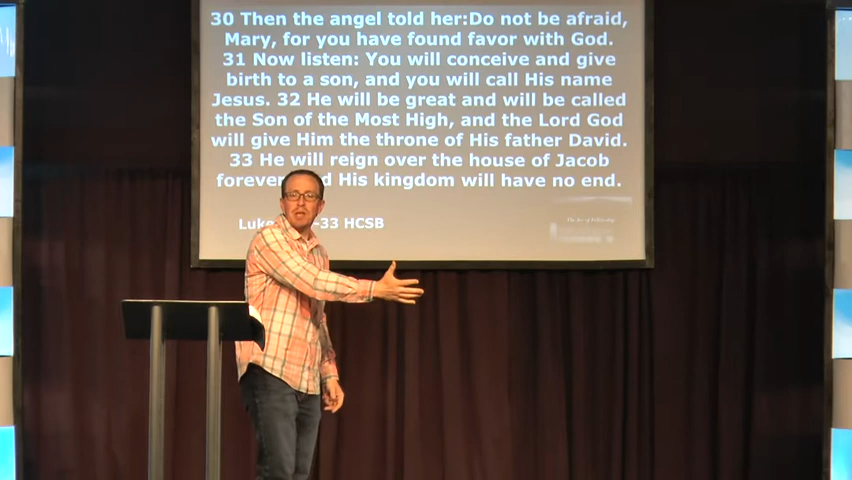 30 Then the angel told her:Do not be afraid,
Mary, for you have found favor with God.
31 Now listen: You will conceive and give
birth to a son, and you will call His name
Jesus. 32 He will be great and will be called
the Son of the Most High, and the Lord God
will give Him the throne of His father David.
33 He will reign over the house of Jacob
forever His kingdom will have no end.
Luke -33 HCSB